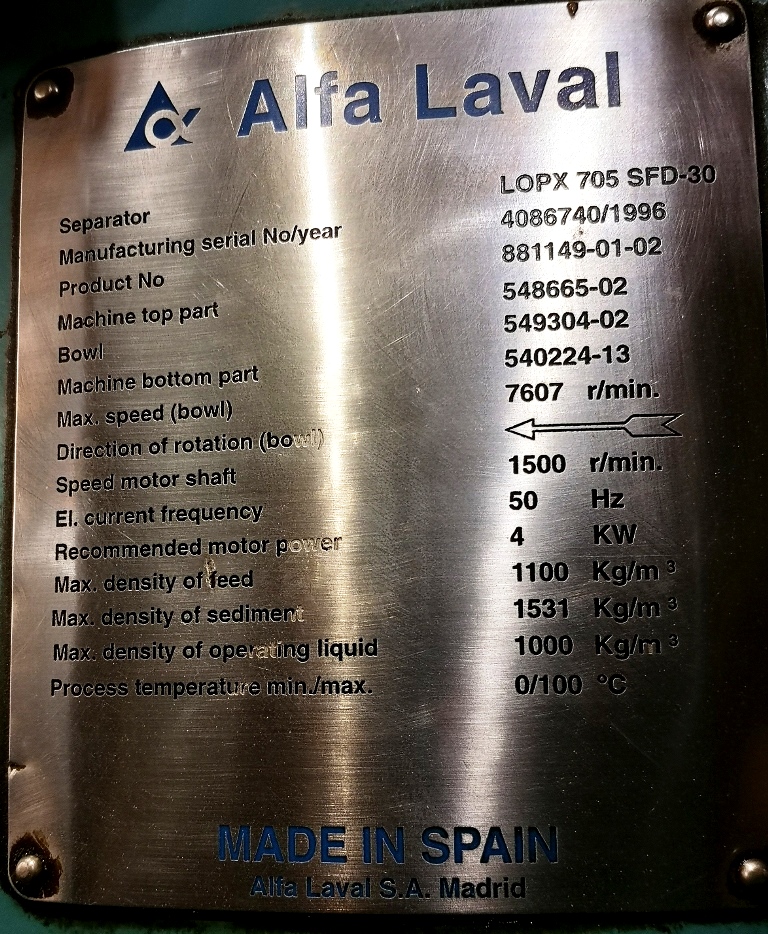 Alfa Laval
Separator LOPX 705 SFD-30
Manufacturing serial No/year 4086740/1996
Product No 881149-01-02
Machine top part 548665-02
Bowl 549304-02
Machine bottom part 540224-13
Max. speed (bowl) 7607 r/min.
Direction of rotation (bowl)
Speed motor shaft 1500 r/min.
El. current frequency 50 Hz
Recommended motor power 4 KW
Max. density of feed 1100 Kg/m³
Max. density of sediment 1531 Kg/m³
Max. density of operating liquid 1000 Kg/m³
Process temperature min./max. 0/100 °C
MADE IN SPAIN
Alfa Laval S.A. Madrid